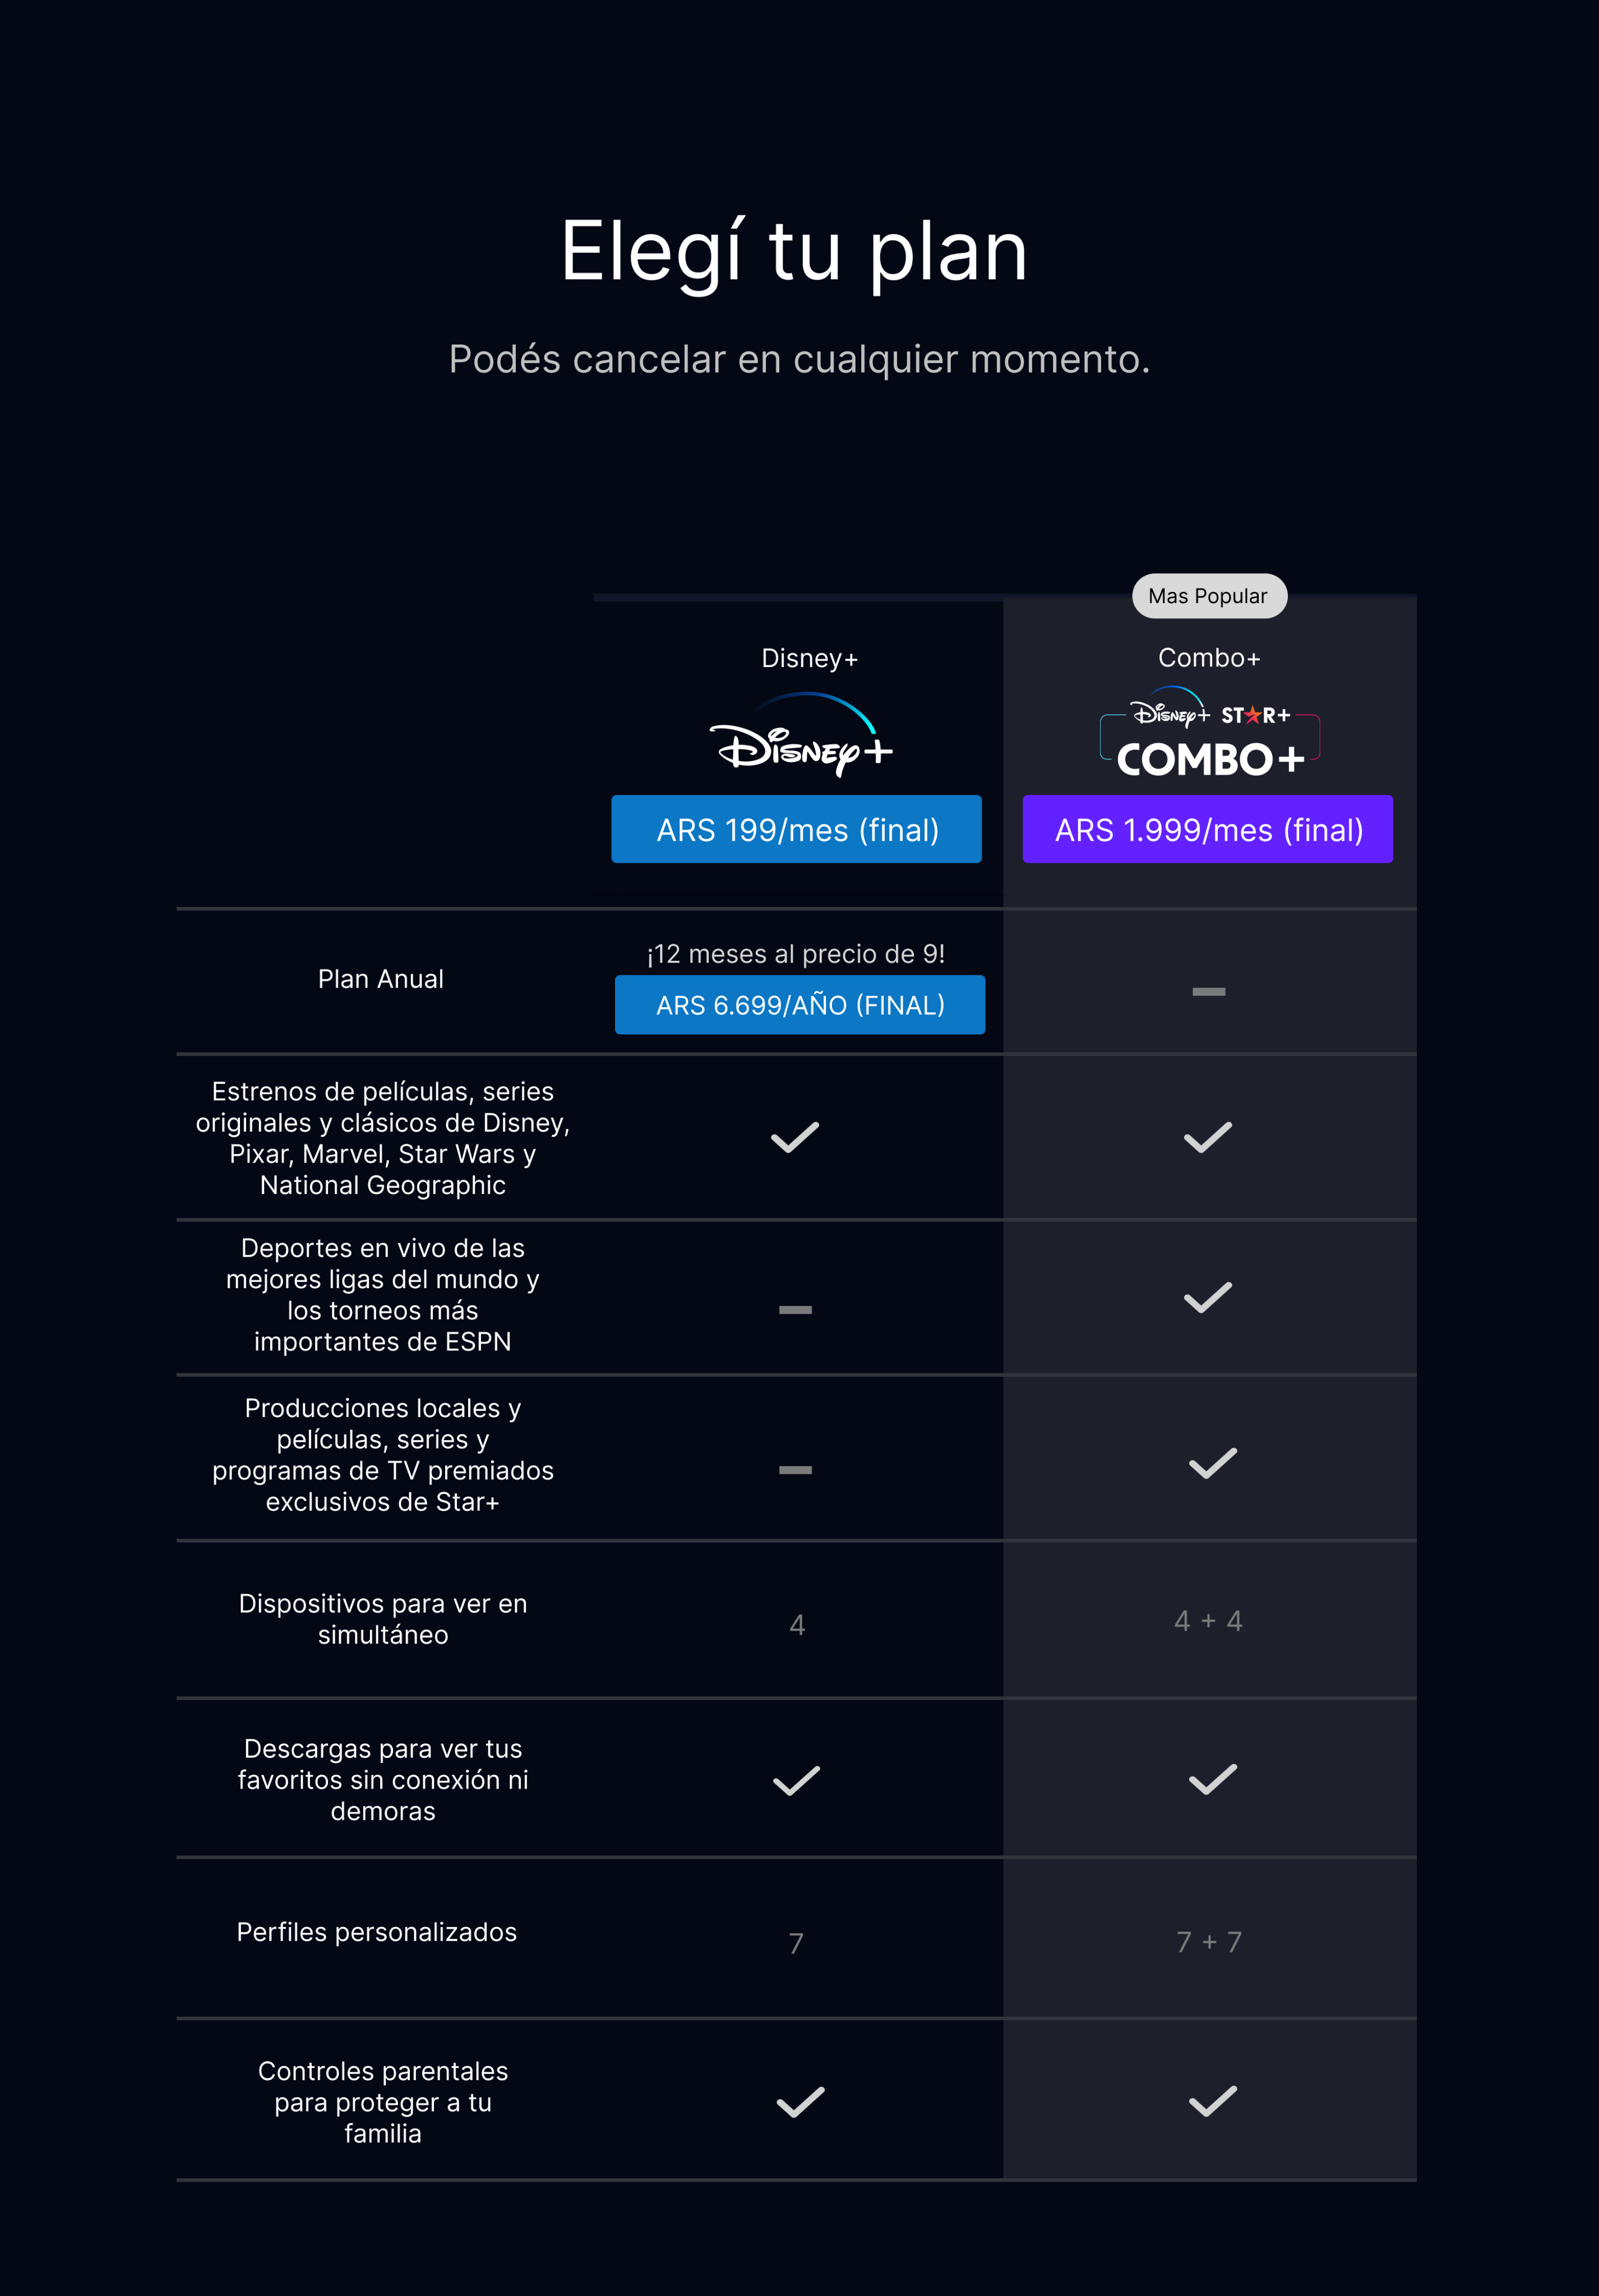 Elegí tu plan
Podés cancelar en cualquier momento.
Mas Popular
Disney+
Combo+
Disney+
Disney+ STAR+
COMBO+
ARS 199/mes (final)
ARS 1.999/mes (final)
Plan Anual
¡12 meses al precio de 9!
ARS 6.699/AÑO (FINAL)
Estrenos de películas, series
originales y clásicos de Disney,
Pixar, Marvel, Star Wars y
National Geographic
Deportes en vivo de las
mejores ligas del mundo y
los torneos más
importantes de ESPN
Producciones locales y
películas, series y
programas de TV premiados
exclusivos de Star+
Dispositivos para ver en
simultáneo
4
4 + 4
Descargas para ver tus
favoritos sin conexión ni
demoras
Perfiles personalizados
7
7 + 7
Controles parentales
para proteger a tu
familia